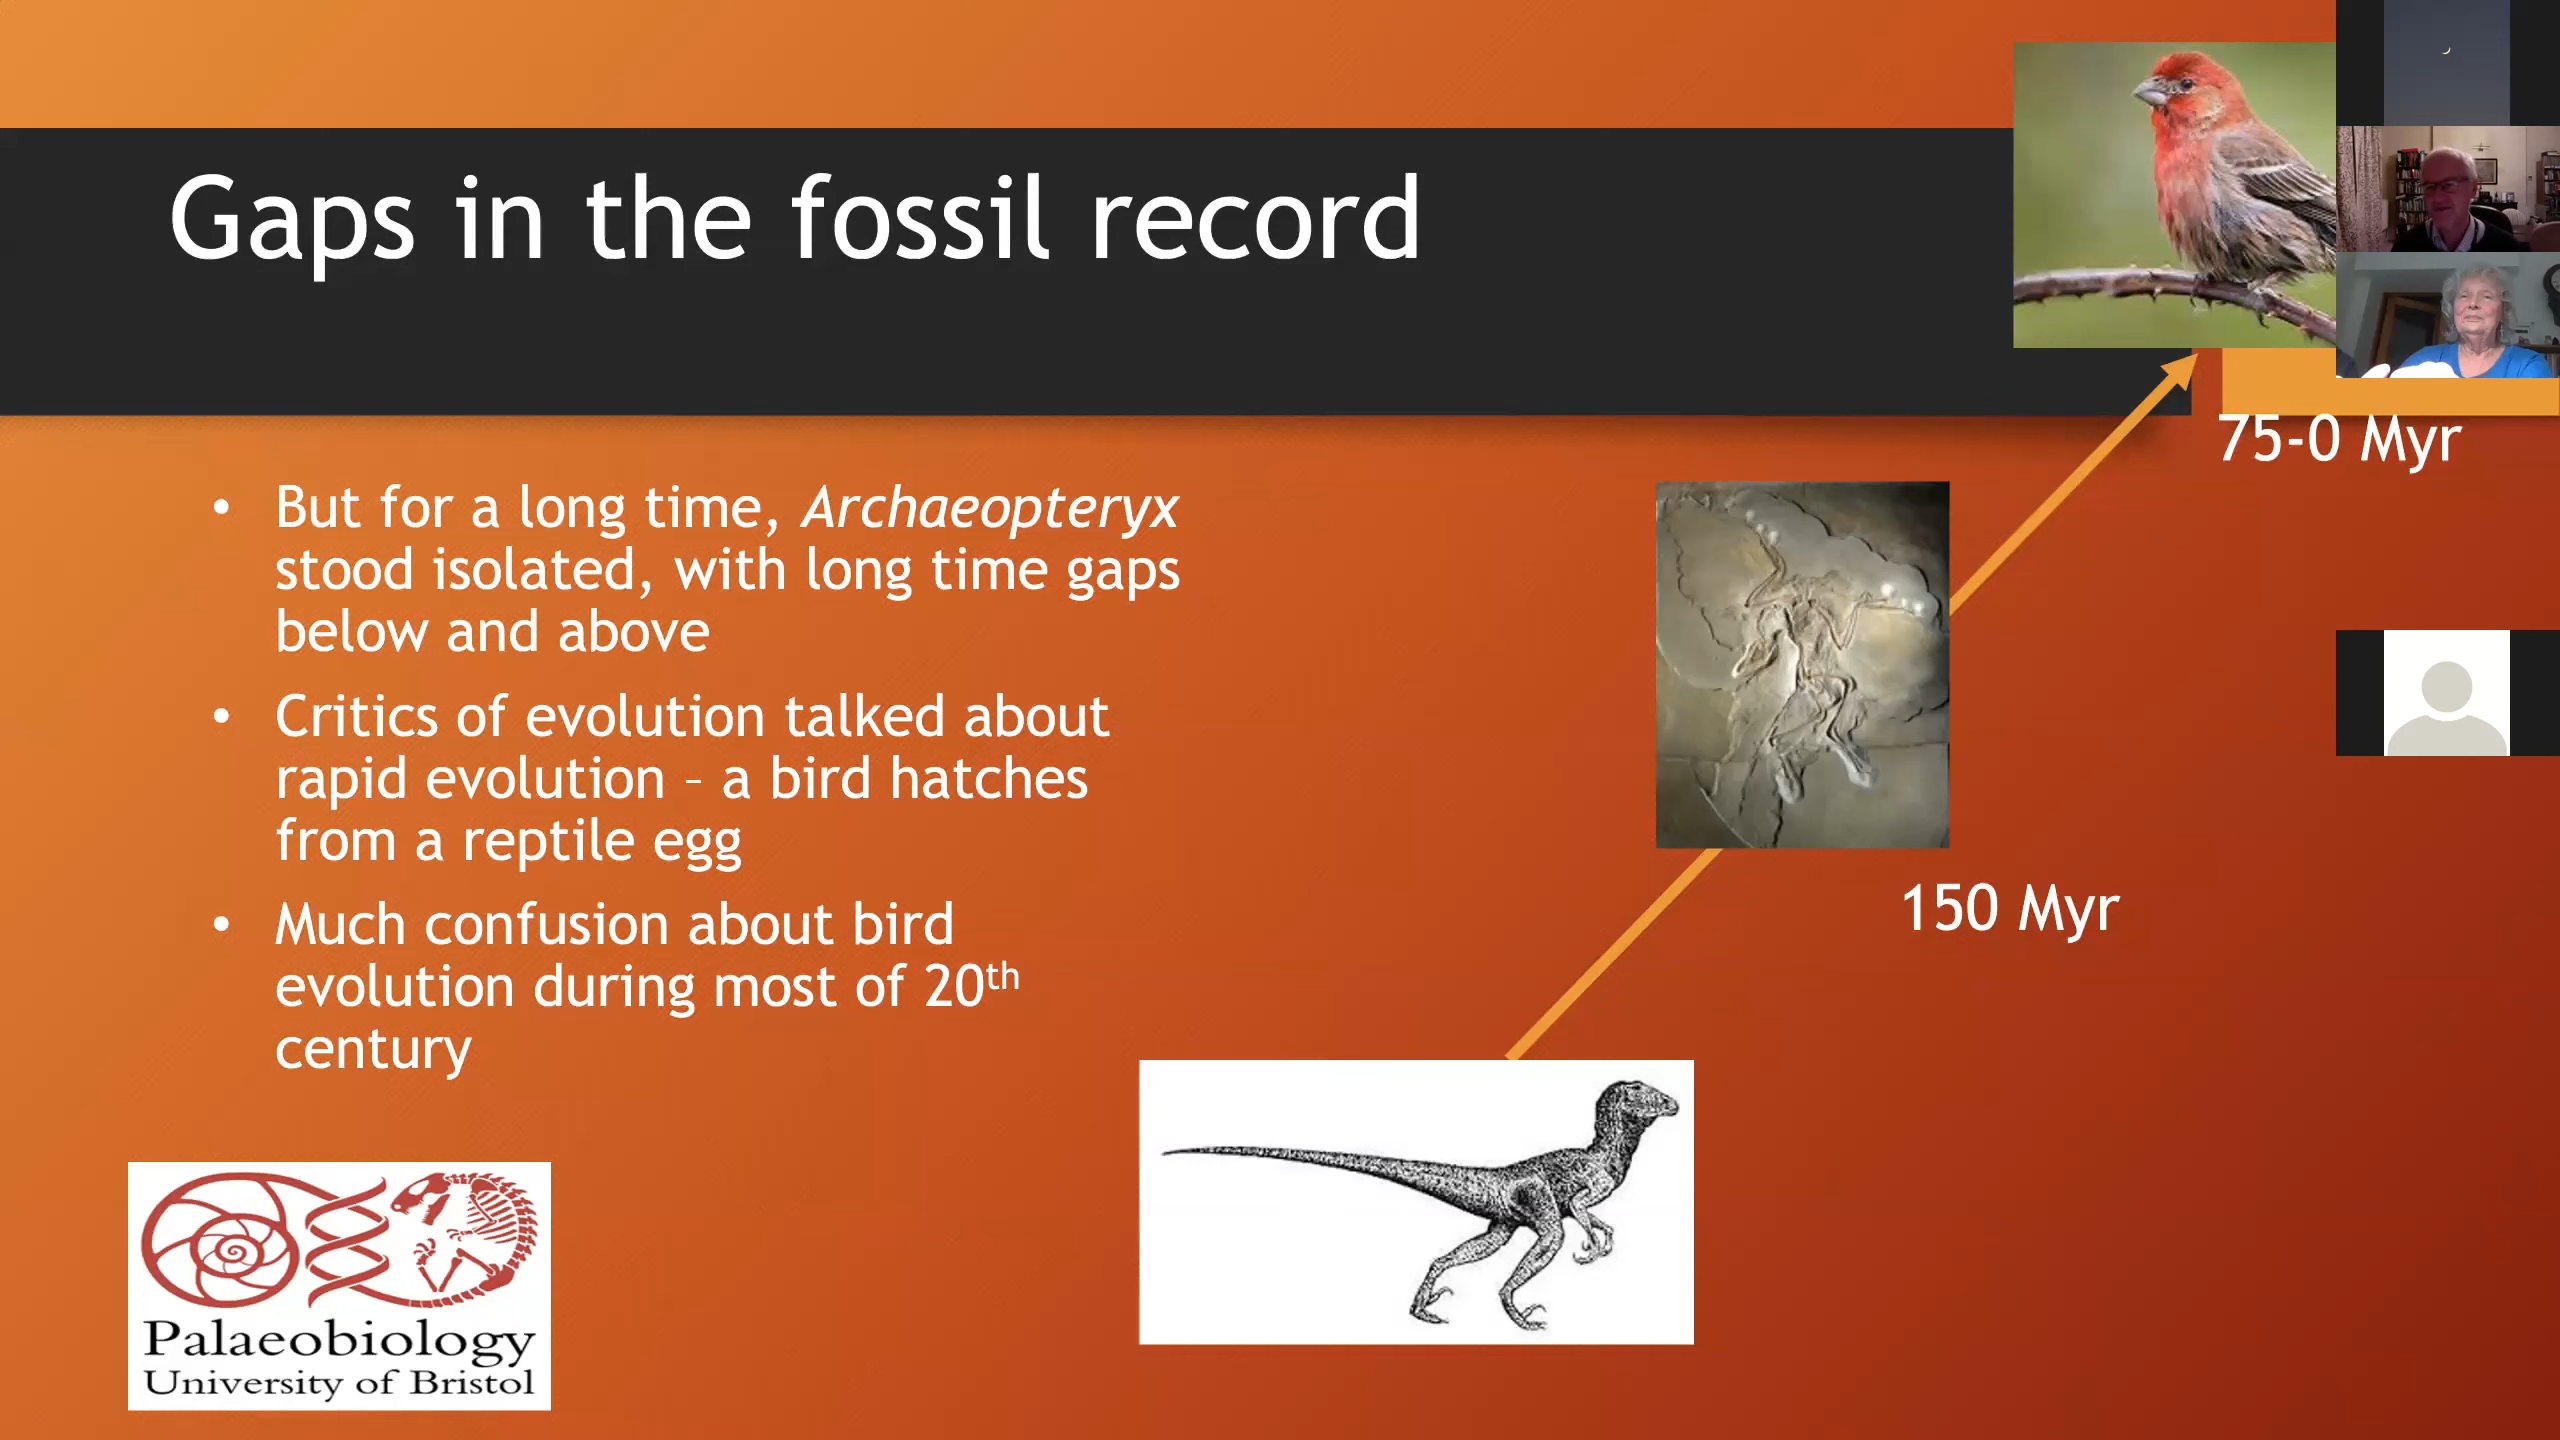 Gaps in the fossil record
• But for a long time, Archaeopteryx
stood isolated, with long time gaps
below and above
• Critics of evolution talked about
rapid evolution – a bird hatches
from a reptile egg
• Much confusion about bird
evolution during most of 20th
century
75-0 Myr
150 Myr
Palaeobiology
University of Bristol